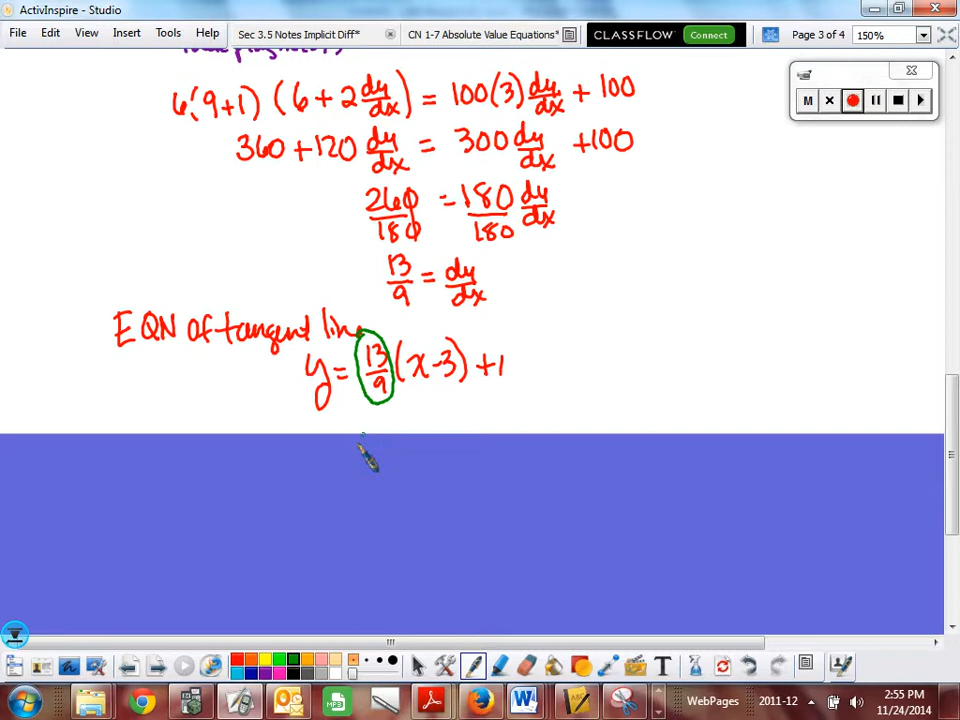 ActivInspire - Studio
File Edit View Insert Tools Help Sec 3.5 Notes Implicit Diff* CN 1-7 Absolute Value Equations* CLASSFLOW Connect Page 3 of 4 150%
6(9+1) (6 + 2 dy/dx) = 100(3) dy/dx + 100
M
360 + 120 dy/dx = 300 dy/dx + 100
260/180 = 180/180 dy/dx
13/9 = dy/dx
EQN of tangent line
y = 13/9 (x-3) + 1
WebPages 2011-12 2:55 PM
11/24/2014